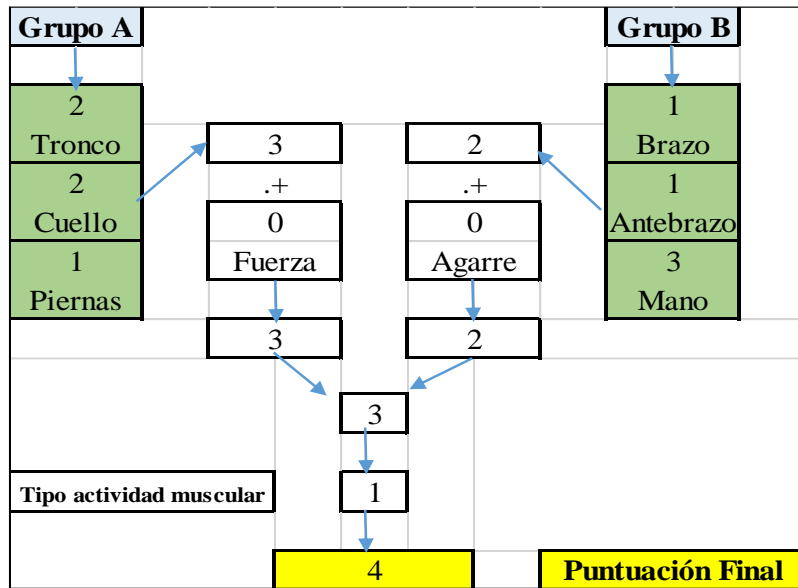 Grupo A
Grupo B
2
1
Tronco
3
2
Brazo
2
.+
.+
1
Cuello
0
0
Antebrazo
1
Fuerza
Agarre
3
Piernas
Mano
3
2
3
Tipo actividad muscular
1
4
Puntuación Final